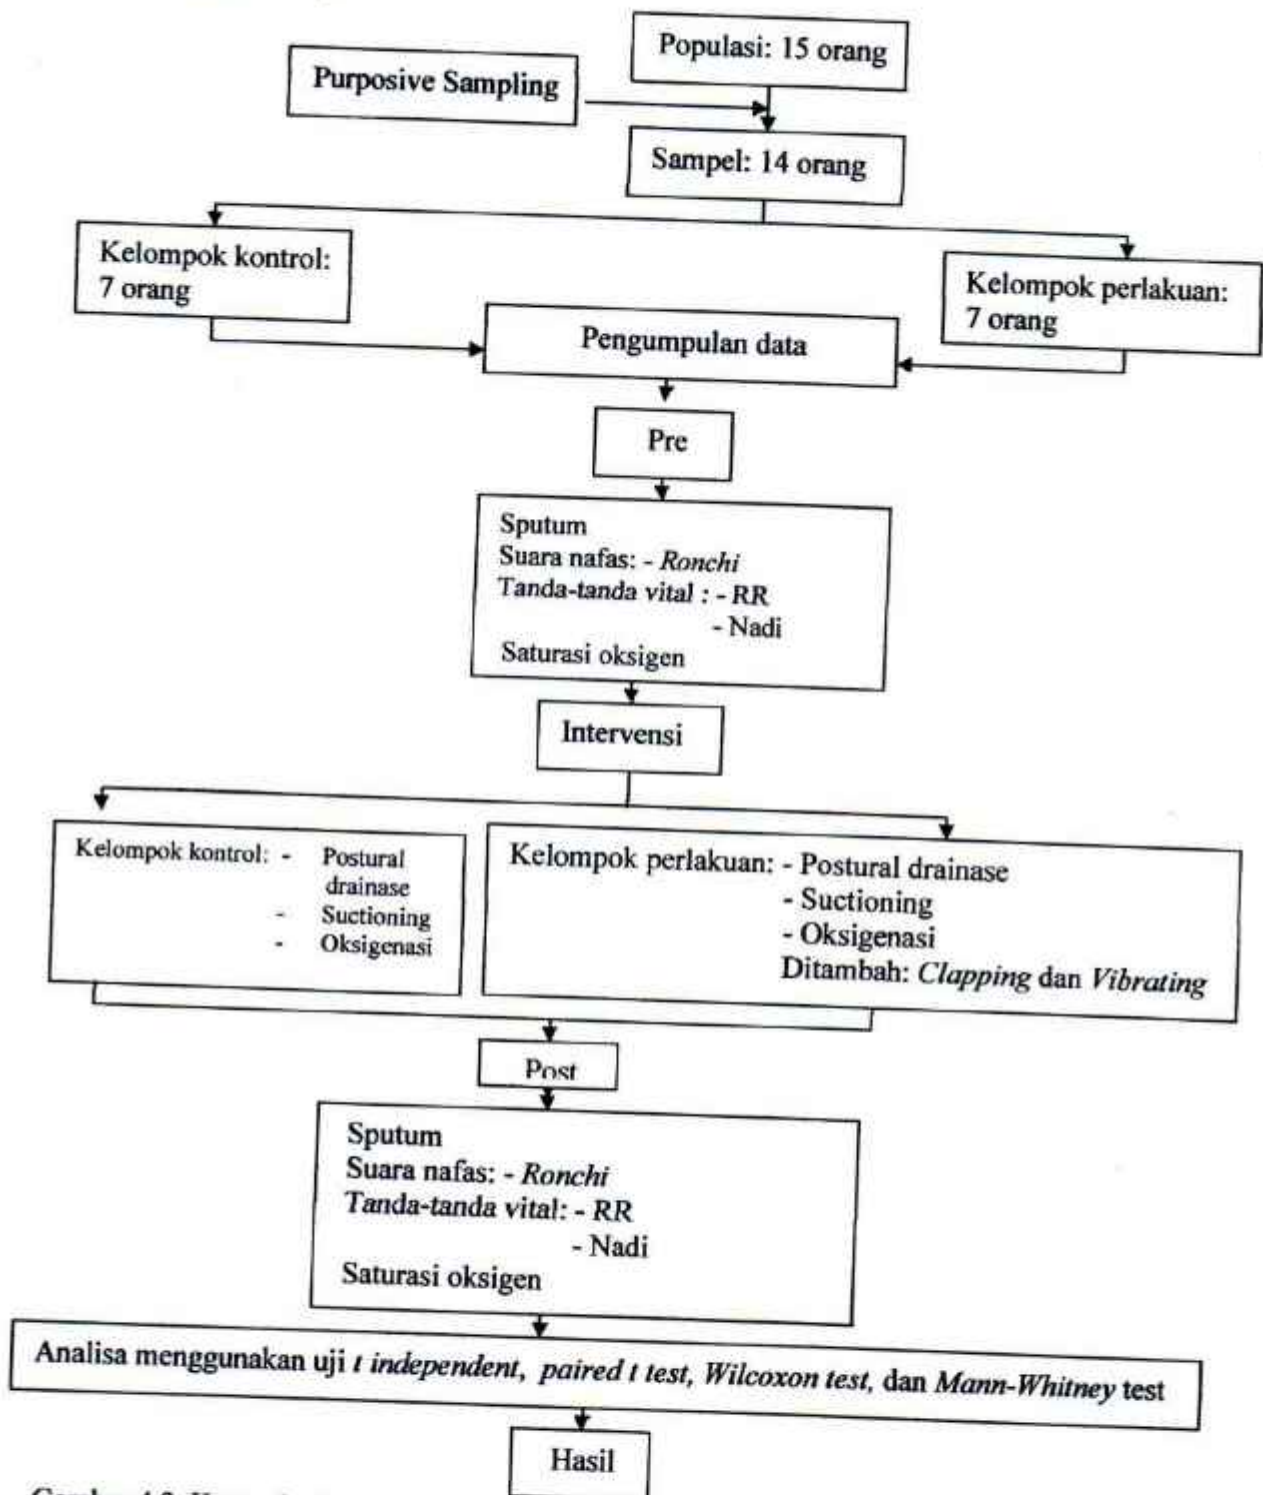 Populasi: 15 orang
Purposive Sampling
Sampel: 14 orang
Kelompok kontrol:
7 orang
Kelompok perlakuan:
7 orang
Pengumpulan data
Pre
Sputum
Suara nafas: - Ronchi
Tanda-tanda vital : - RR
- Nadi
Saturasi oksigen
Intervensi
Kelompok kontrol: - Postural
drainase
- Suctioning
- Oksigenasi
Kelompok perlakuan: - Postural drainase
- Suctioning
- Oksigenasi
Ditambah: Clapping dan Vibrating
Post
Sputum
Suara nafas: - Ronchi
Tanda-tanda vital: - RR
- Nadi
Saturasi oksigen
Analisa menggunakan uji t independent, paired t test, Wilcoxon test, dan Mann-Whitney test
Hasil